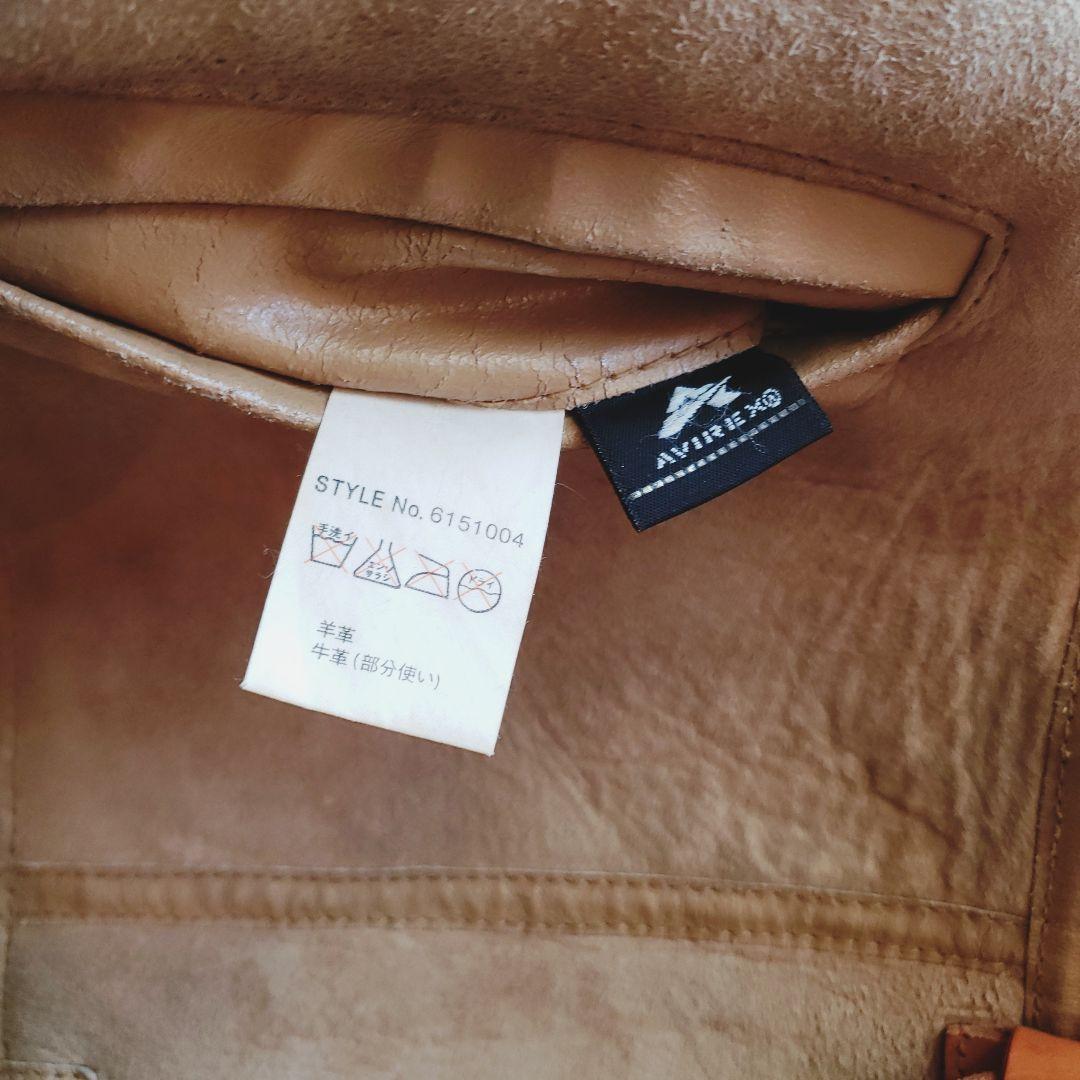 STYLE No. 6151004
手洗イ
エンソ
サラシ
ドライ
羊革
牛革(部分使い)
AVIREX®